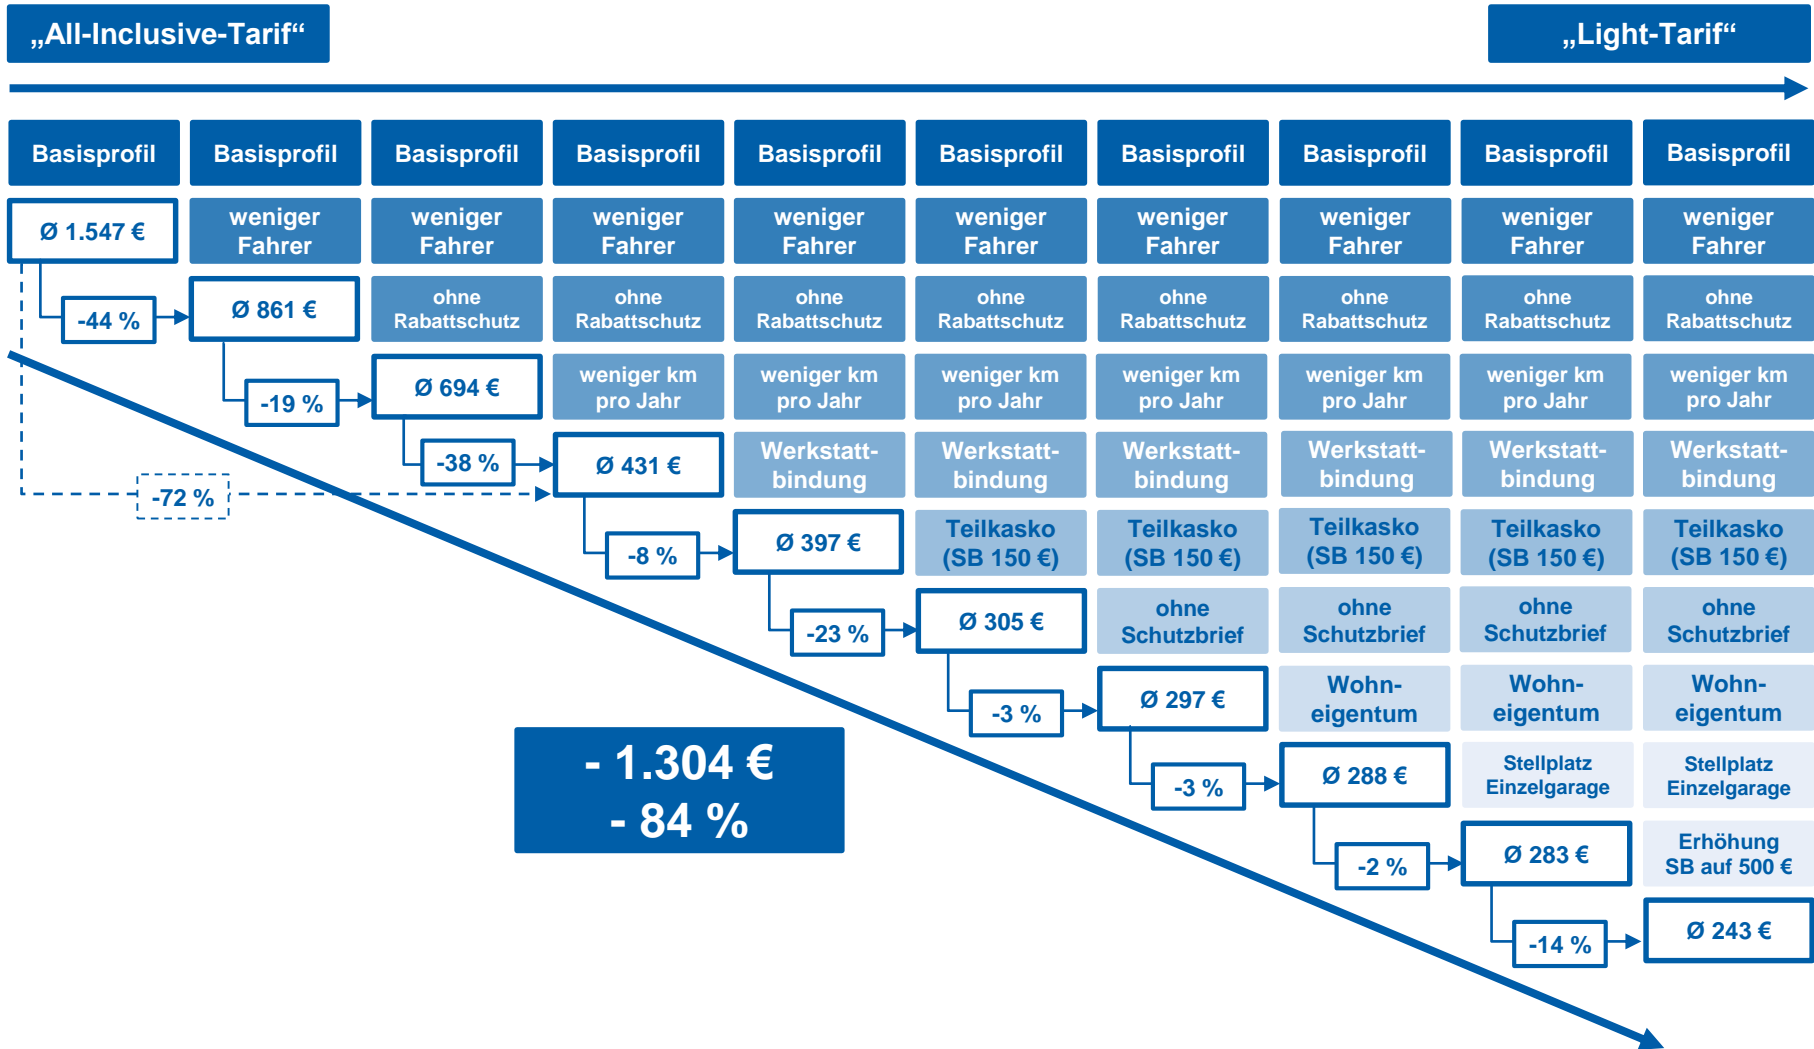 „All-Inclusive-Tarif“
„Light-Tarif“
Basisprofil Basisprofil Basisprofil Basisprofil Basisprofil Basisprofil Basisprofil Basisprofil Basisprofil Basisprofil
Ø 1.547 €
weniger weniger weniger weniger weniger weniger weniger weniger weniger
Fahrer Fahrer Fahrer Fahrer Fahrer Fahrer Fahrer Fahrer Fahrer
-44 %
Ø 861 €
ohne ohne ohne ohne ohne ohne ohne ohne
Rabattschutz Rabattschutz Rabattschutz Rabattschutz Rabattschutz Rabattschutz Rabattschutz Rabattschutz
-19 %
Ø 694 €
weniger km weniger km weniger km weniger km weniger km weniger km weniger km
pro Jahr pro Jahr pro Jahr pro Jahr pro Jahr pro Jahr pro Jahr
-72 %
-38 %
Ø 431 €
Werkstatt- Werkstatt- Werkstatt- Werkstatt- Werkstatt- Werkstatt-
bindung bindung bindung bindung bindung bindung
-8 %
Ø 397 €
Teilkasko Teilkasko Teilkasko Teilkasko Teilkasko
(SB 150 €) (SB 150 €) (SB 150 €) (SB 150 €) (SB 150 €)
-23 %
Ø 305 €
ohne ohne ohne ohne
Schutzbrief Schutzbrief Schutzbrief Schutzbrief
-3 %
Ø 297 €
Wohn- Wohn- Wohn-
eigentum eigentum eigentum
- 1.304 €
- 84 %
-3 %
Ø 288 €
Stellplatz Stellplatz
Einzelgarage Einzelgarage
-2 %
Ø 283 €
Erhöhung
SB auf 500 €
-14 %
Ø 243 €